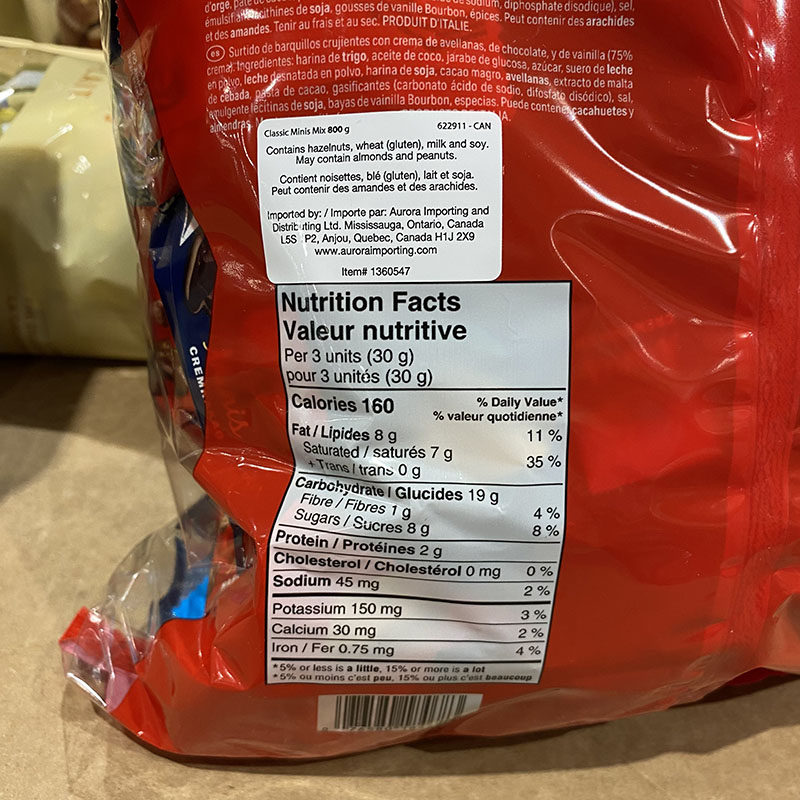 d'orge, pâte de
sodium, diphosphate disodique), sel,
de soja, gousses de vanille Bourbon, épices. Peut contenir des arachides
et des amandes. Tenir au frais et au sec. PRODUIT D'ITALIE.
es Surtido de barquillos crujientes con crema de avellanas, de chocolate, y de vainilla (75%
crema). Ingredientes: harina de trigo, aceite de coco, jarabe de glucosa, azúcar, suero de leche
en polvo, leche desnatada en polvo, harina de soja, cacao magro, avellanas, extracto de malta
de cebada, pasta de cacao, gasificantes (carbonato ácido de sodio, difosfato disódico), sal,
lecitinas de soja, bayas de vainilla Bourbon, especias. Puede contener cacahuetes y
almendras.
Classic Minis Mix 800 g 622911 - CAN
Contains hazelnuts, wheat (gluten), milk and soy.
May contain almonds and peanuts.
Contient noisettes, blé (gluten), lait et soja.
Peut contenir des amandes et des arachides.
Imported by: / Importe par: Aurora Importing and
Distributing Ltd. Mississauga, Ontario, Canada
L5S P2, Anjou, Quebec, Canada H1J 2X9
www.auroraimporting.com
Item# 1360547
Nutrition Facts
Valeur nutritive
Per 3 units (30 g)
pour 3 unités (30 g)
Calories 160
% Daily Value*
% valeur quotidienne*
Fat / Lipides 8 g 11 %
Saturated / saturés 7 g
+ Trans / trans 0 g 35 %
Carbohydrate / Glucides 19 g
Fibre / Fibres 1 g 4 %
Sugars / Sucres 8 g 8 %
Protein / Protéines 2 g
Cholesterol / Cholestérol 0 mg 0 %
Sodium 45 mg 2 %
Potassium 150 mg 3 %
Calcium 30 mg 2 %
Iron / Fer 0.75 mg 4 %
*5% or less is a little, 15% or more is a lot
*5% ou moins c'est peu, 15% ou plus c'est beaucoup